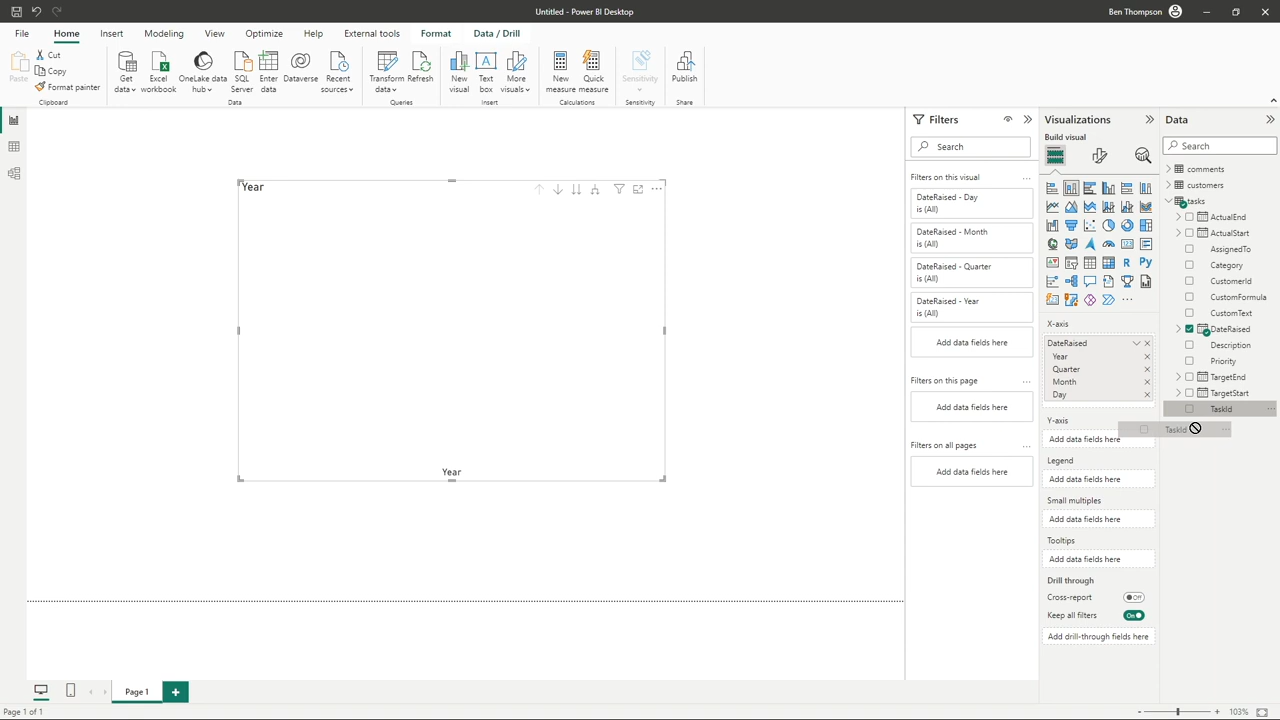 Untitled - Power BI Desktop
Ben Thompson
File
Home
Insert
Modeling
View
Optimize
Help
External tools
Format
Data / Drill
Paste
Cut
Copy
Format painter
Clipboard
Get data
Excel workbook
OneLake data hub
SQL Server
Enter data
Dataverse
Recent sources
Data
Transform data
Refresh
Queries
New visual
Text box
More visuals
Insert
New measure
Quick measure
Calculations
Sensitivity
Sensitivity
Publish
Share
Year
Year
Filters
Search
Filters on this visual
DateRaised - Day
is (All)
DateRaised - Month
is (All)
DateRaised - Quarter
is (All)
DateRaised - Year
is (All)
Add data fields here
Filters on this page
Add data fields here
Filters on all pages
Add data fields here
Visualizations
Build visual
R
Py
X-axis
DateRaised
Year
Quarter
Month
Day
Y-axis
Add data fields here
Legend
Add data fields here
Small multiples
Add data fields here
Tooltips
Add data fields here
Drill through
Cross-report
Off
Keep all filters
On
Add drill-through fields here
Data
Search
comments
customers
tasks
ActualEnd
ActualStart
AssignedTo
Category
CustomerId
CustomFormula
CustomText
DateRaised
Description
Priority
TargetEnd
TargetStart
TaskId
TaskId
Page 1
Page 1 of 1
103%